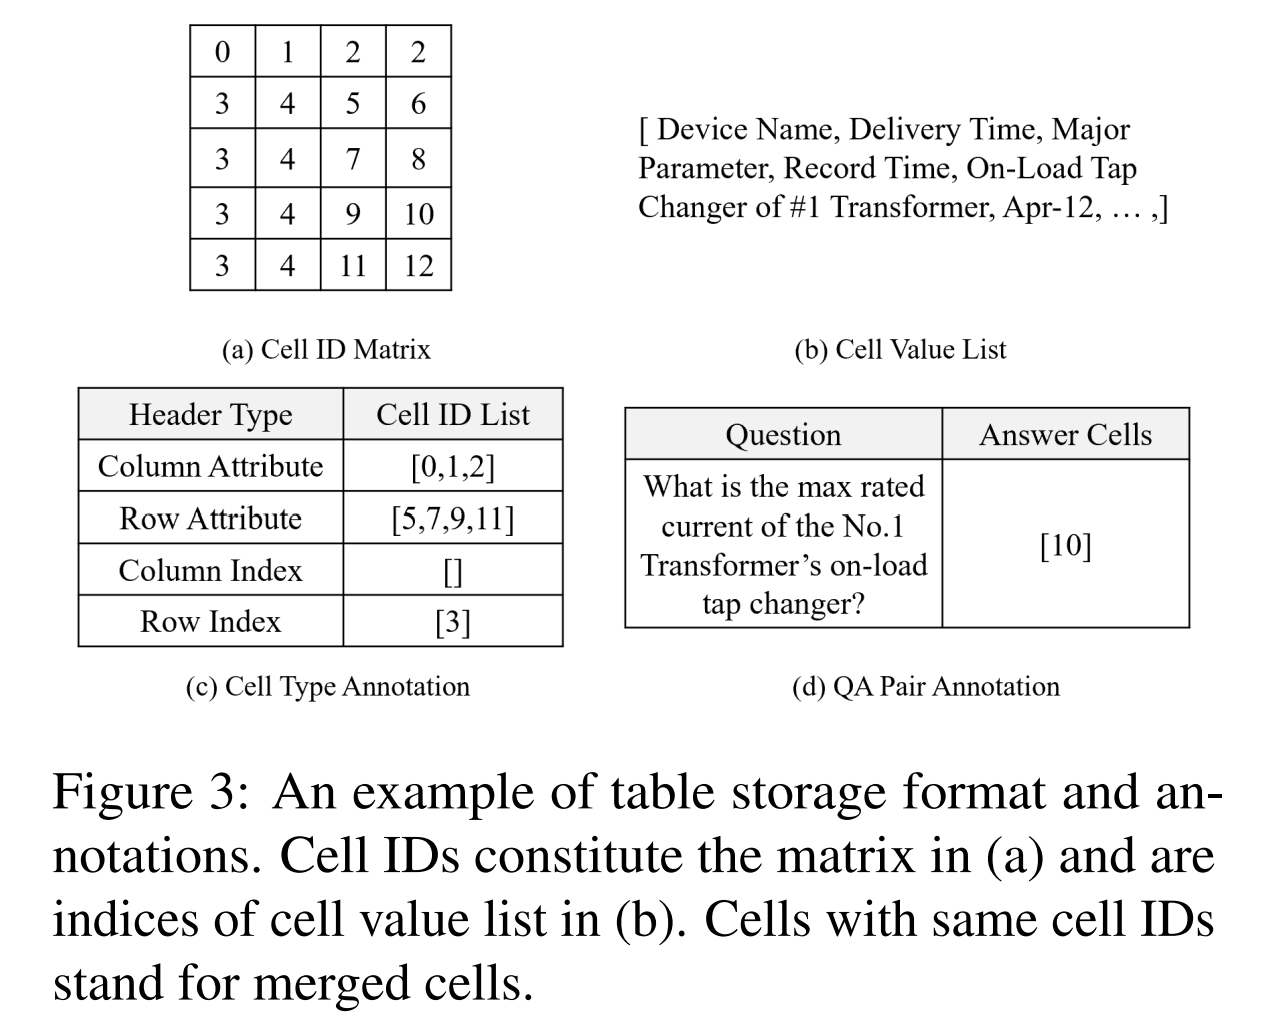 0 1 2 2
3 4 5 6
3 4 7 8
3 4 9 10
3 4 11 12
(a) Cell ID Matrix
[ Device Name, Delivery Time, Major
Parameter, Record Time, On-Load Tap
Changer of #1 Transformer, Apr-12, … ,]
(b) Cell Value List
Header Type Cell ID List
Column Attribute [0,1,2]
Row Attribute [5,7,9,11]
Column Index []
Row Index [3]
(c) Cell Type Annotation
Question Answer Cells
What is the max rated
current of the No.1
Transformer’s on-load
tap changer?
[10]
(d) QA Pair Annotation
Figure 3: An example of table storage format and an-
notations. Cell IDs constitute the matrix in (a) and are
indices of cell value list in (b). Cells with same cell IDs
stand for merged cells.